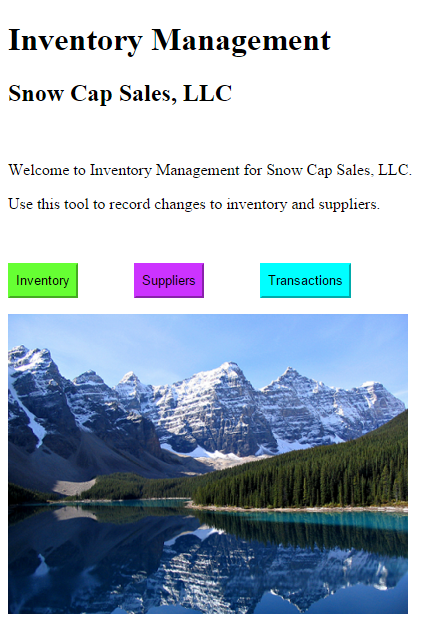 Inventory Management
Snow Cap Sales, LLC
Welcome to Inventory Management for Snow Cap Sales, LLC.
Use this tool to record changes to inventory and suppliers.
Inventory
Suppliers
Transactions